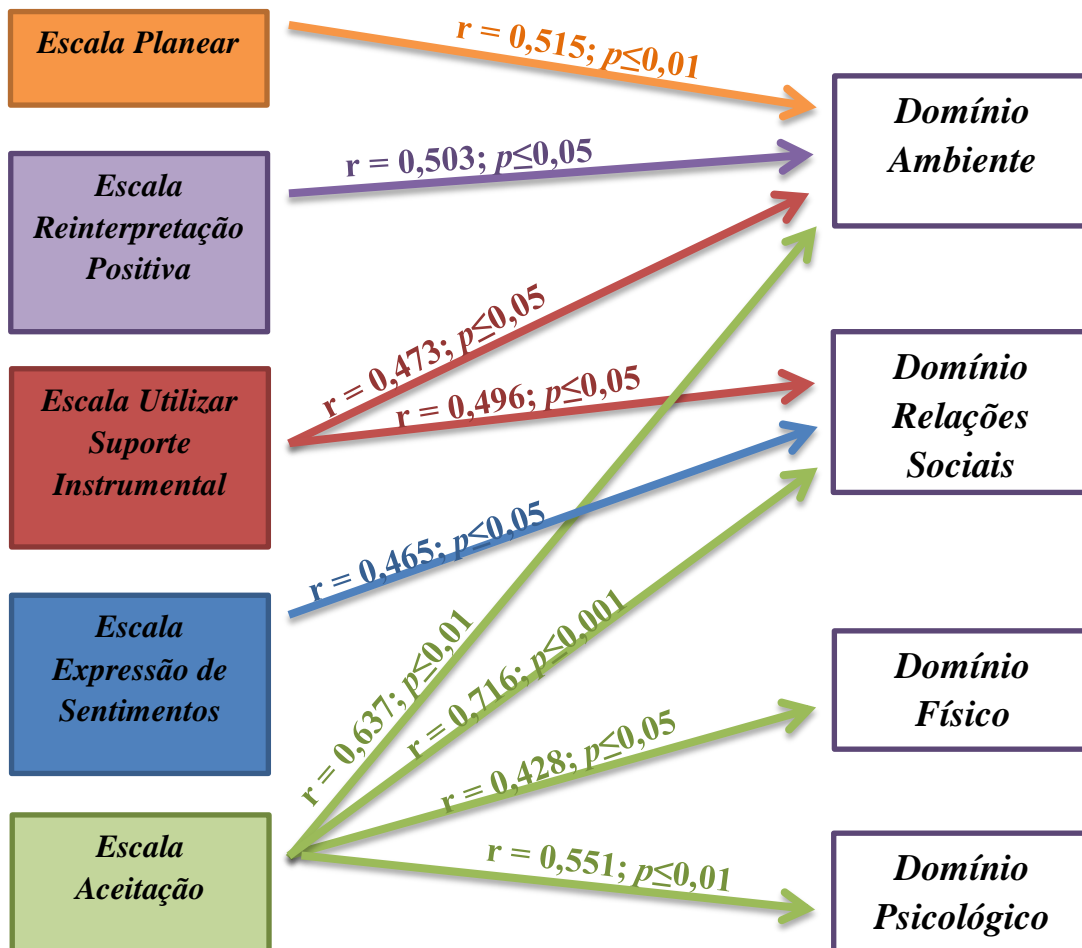 Escala Planear
Escala
Reinterpretação
Positiva
Escala Utilizar
Suporte
Instrumental
Escala
Expressão de
Sentimentos
Escala
Aceitação
r = 0,515; p≤0,01
r = 0,503; p≤0,05
r = 0,473; p≤0,05
r = 0,496; p≤0,05
r = 0,465; p≤0,05
r = 0,637; p≤0,01
r = 0,716; p≤0,001
r = 0,428; p≤0,05
r = 0,551; p≤0,01
Domínio
Ambiente
Domínio
Relações
Sociais
Domínio
Físico
Domínio
Psicológico